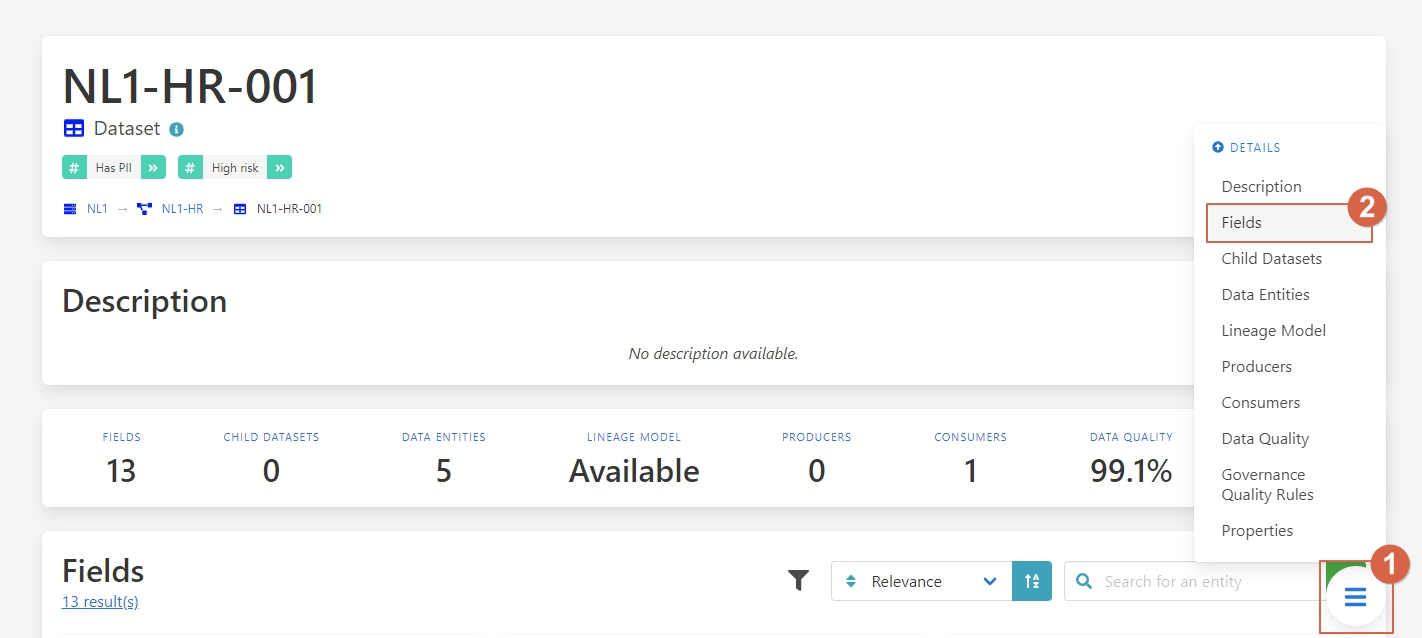 NL1-HR-001
Dataset
# Has PII »
# High risk »
NL1 → NL1-HR → NL1-HR-001
Description
No description available.
FIELDS
13
CHILD DATASETS
0
DATA ENTITIES
5
LINEAGE MODEL
Available
PRODUCERS
0
CONSUMERS
1
DATA QUALITY
99.1%
Fields
13 result(s)
Relevance
Search for an entity
DETAILS
Description
Fields
2
Child Datasets
Data Entities
Lineage Model
Producers
Consumers
Data Quality
Governance
Quality Rules
Properties
1